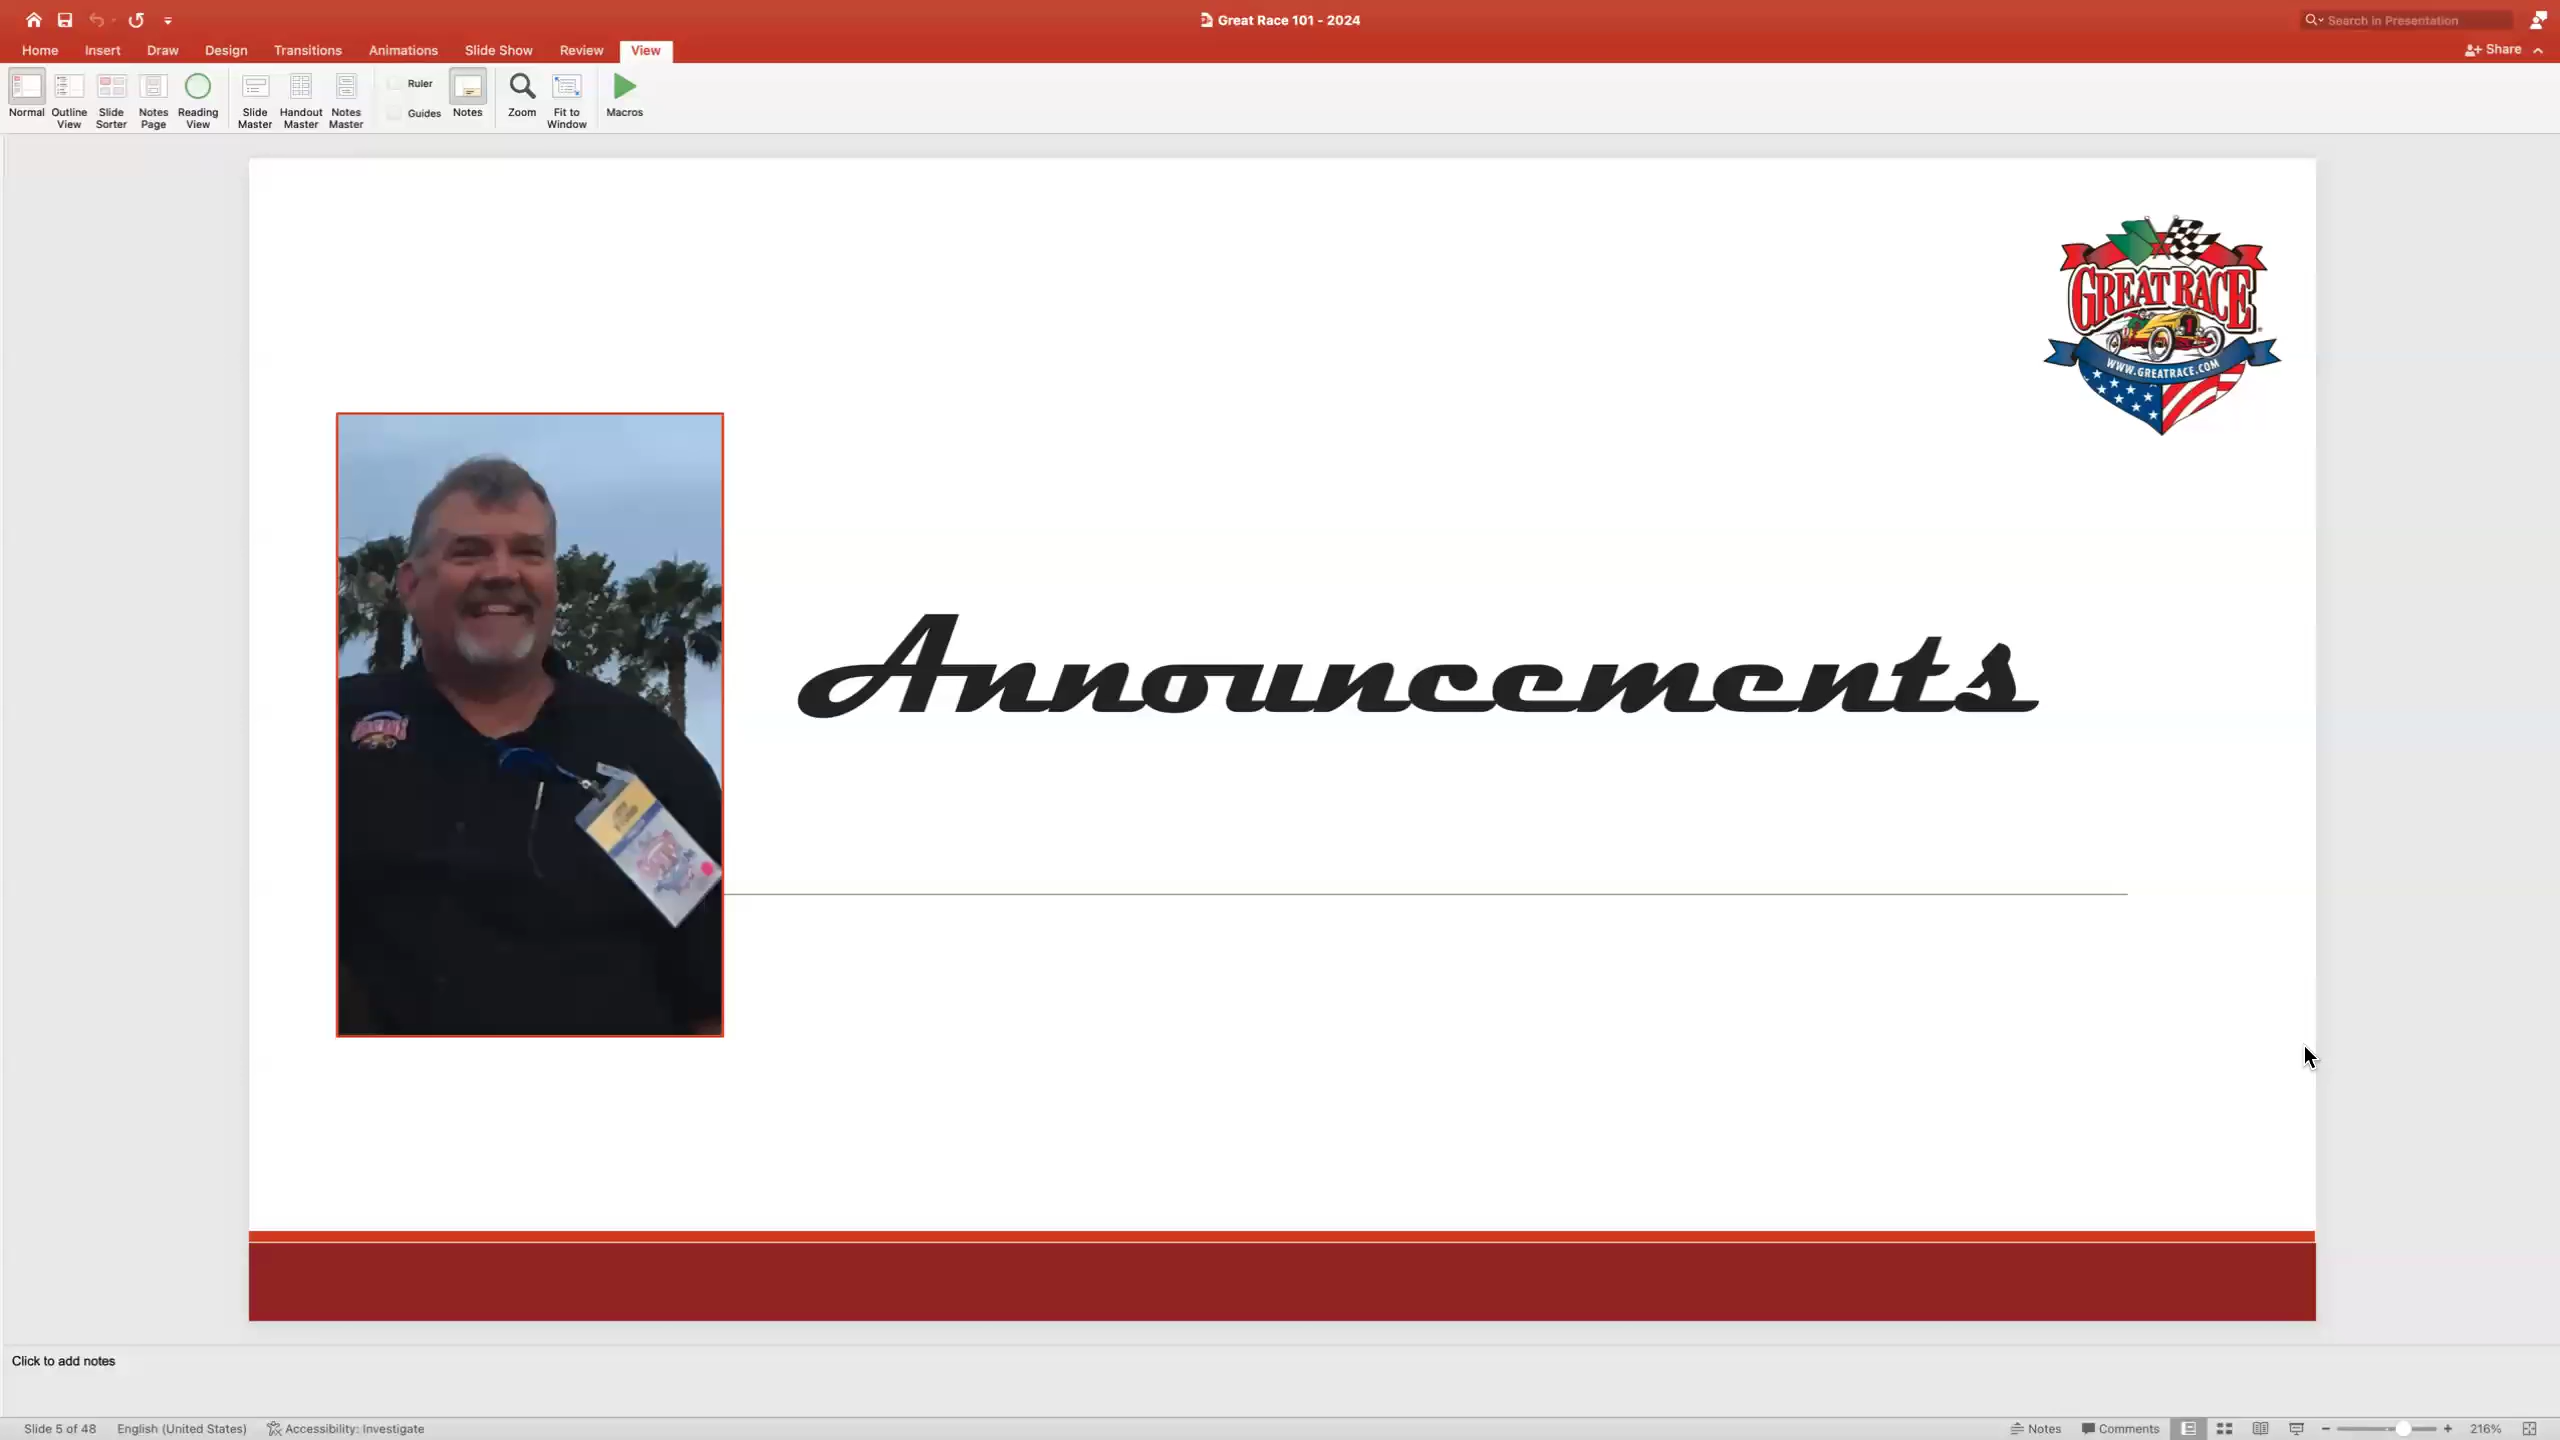 Great Race 101 - 2024
Search in Presentation
Home
Insert
Draw
Design
Transitions
Animations
Slide Show
Review
View
Share
Normal
Outline
View
Slide
Sorter
Notes
Page
Reading
View
Slide
Master
Handout
Master
Notes
Master
Ruler
Guides
Notes
Zoom
Fit to
Window
Macros
GREAT RACE
1
WWW.GREATRACE.COM
Announcements
Click to add notes
Slide 5 of 48
English (United States)
Accessibility: Investigate
Notes
Comments
216%